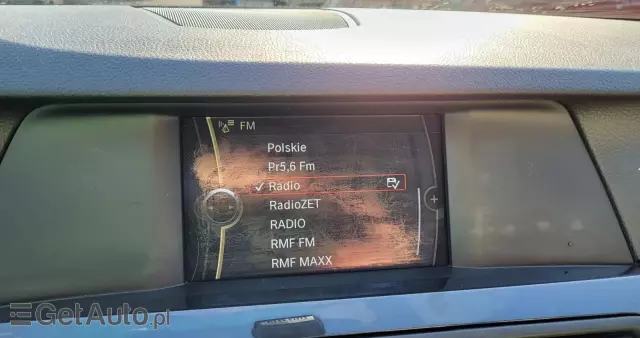 FM
Polskie
Pr5,6 Fm
Radio
RadioZET
RADIO
RMF FM
RMF MAXX
GetAuto.pl